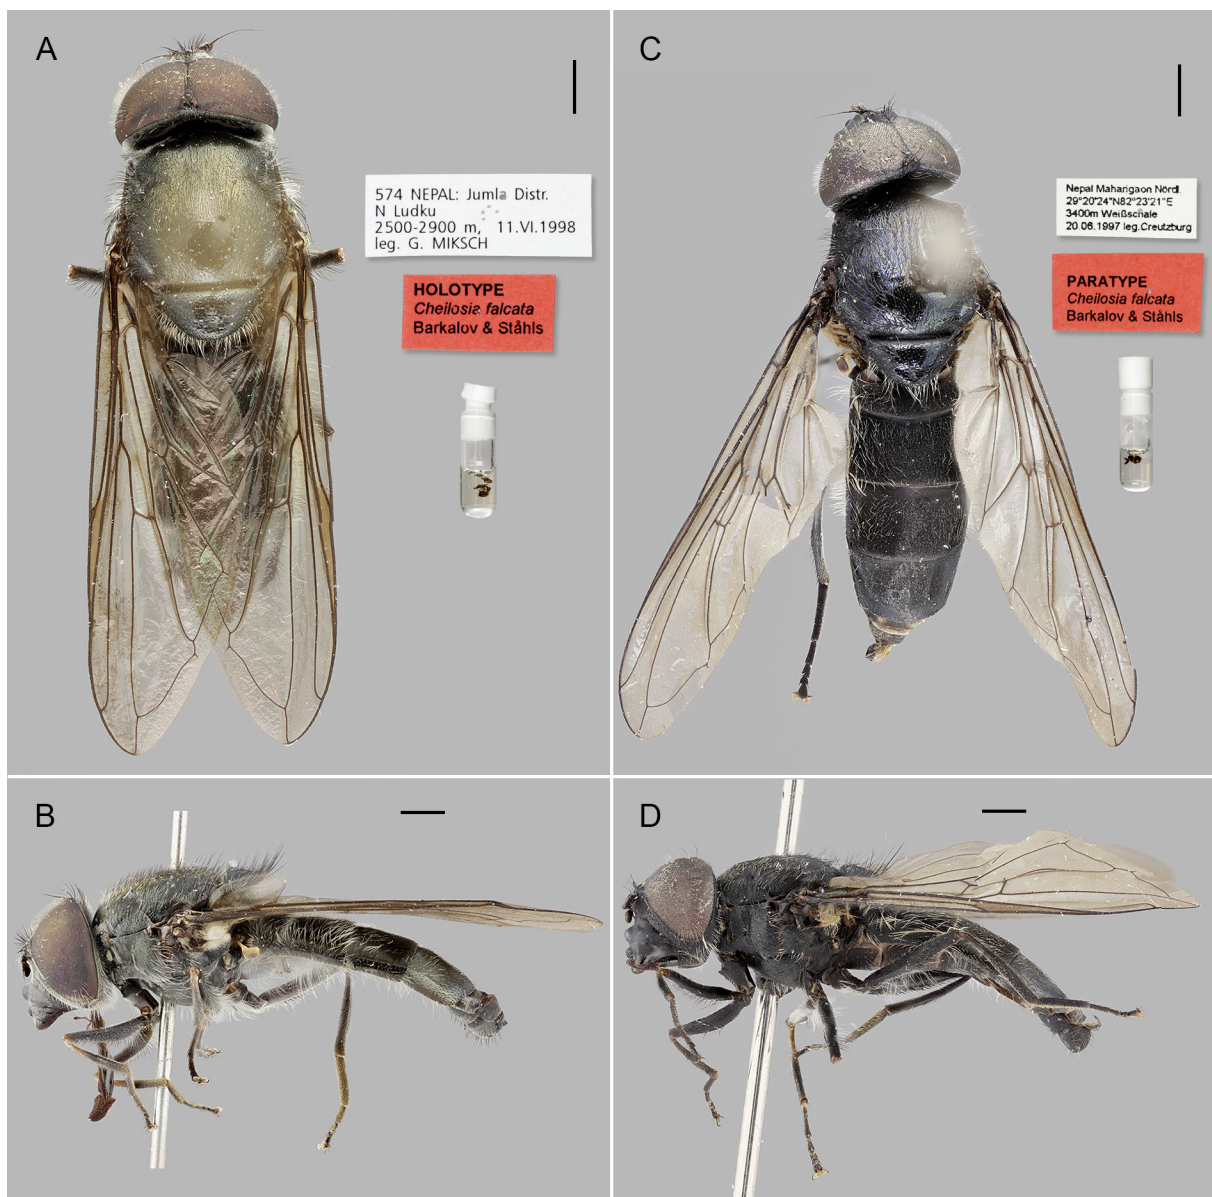 A
574 NEPAL: Jumla Distr.
N Ludku
2500-2900 m, 11.VI.1998
leg. G. MIKSCH
HOLOTYPE
Cheilosia falcata
Barkalov & Ståhls
C
Nepal Maharigaon Nördl.
29°20'24"N82°23'21"E
3400m Weißschale
20.06.1997 leg.Creutzburg
PARATYPE
Cheilosia falcata
Barkalov & Ståhls
B
D